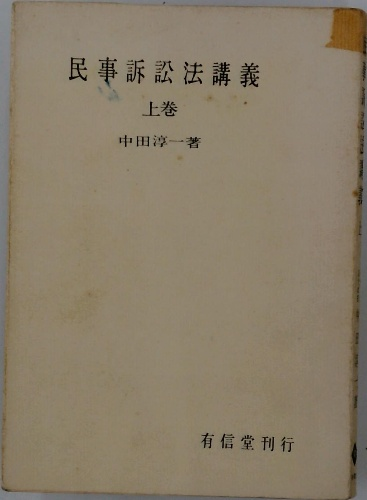 民事訴訟法講義
上巻
中田淳一著
有信堂刊行